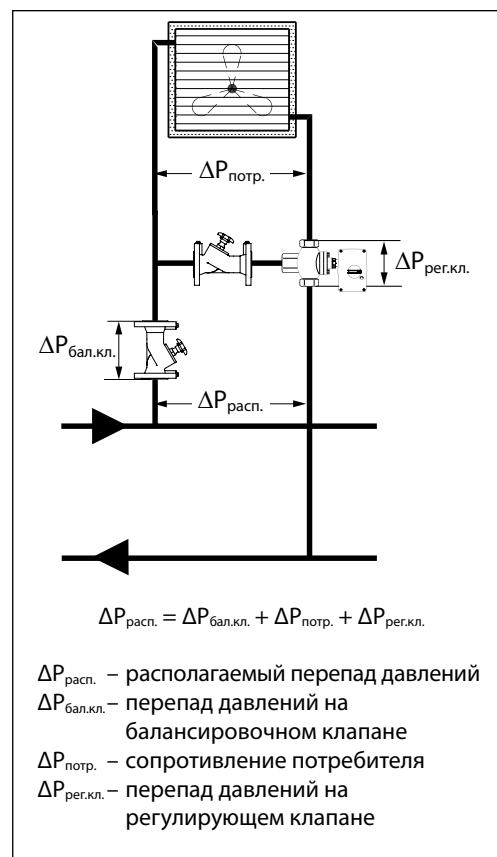 ΔPпотр.
ΔPрег.кл.
ΔPбал.кл.
ΔPрасп.
ΔPрасп. = ΔPбал.кл. + ΔPпотр. + ΔPрег.кл.
ΔPрасп. – располагаемый перепад давлений
ΔPбал.кл.– перепад давлений на
балансировочном клапане
ΔPпотр. – сопротивление потребителя
ΔPрег.кл.– перепад давлений на
регулирующем клапане